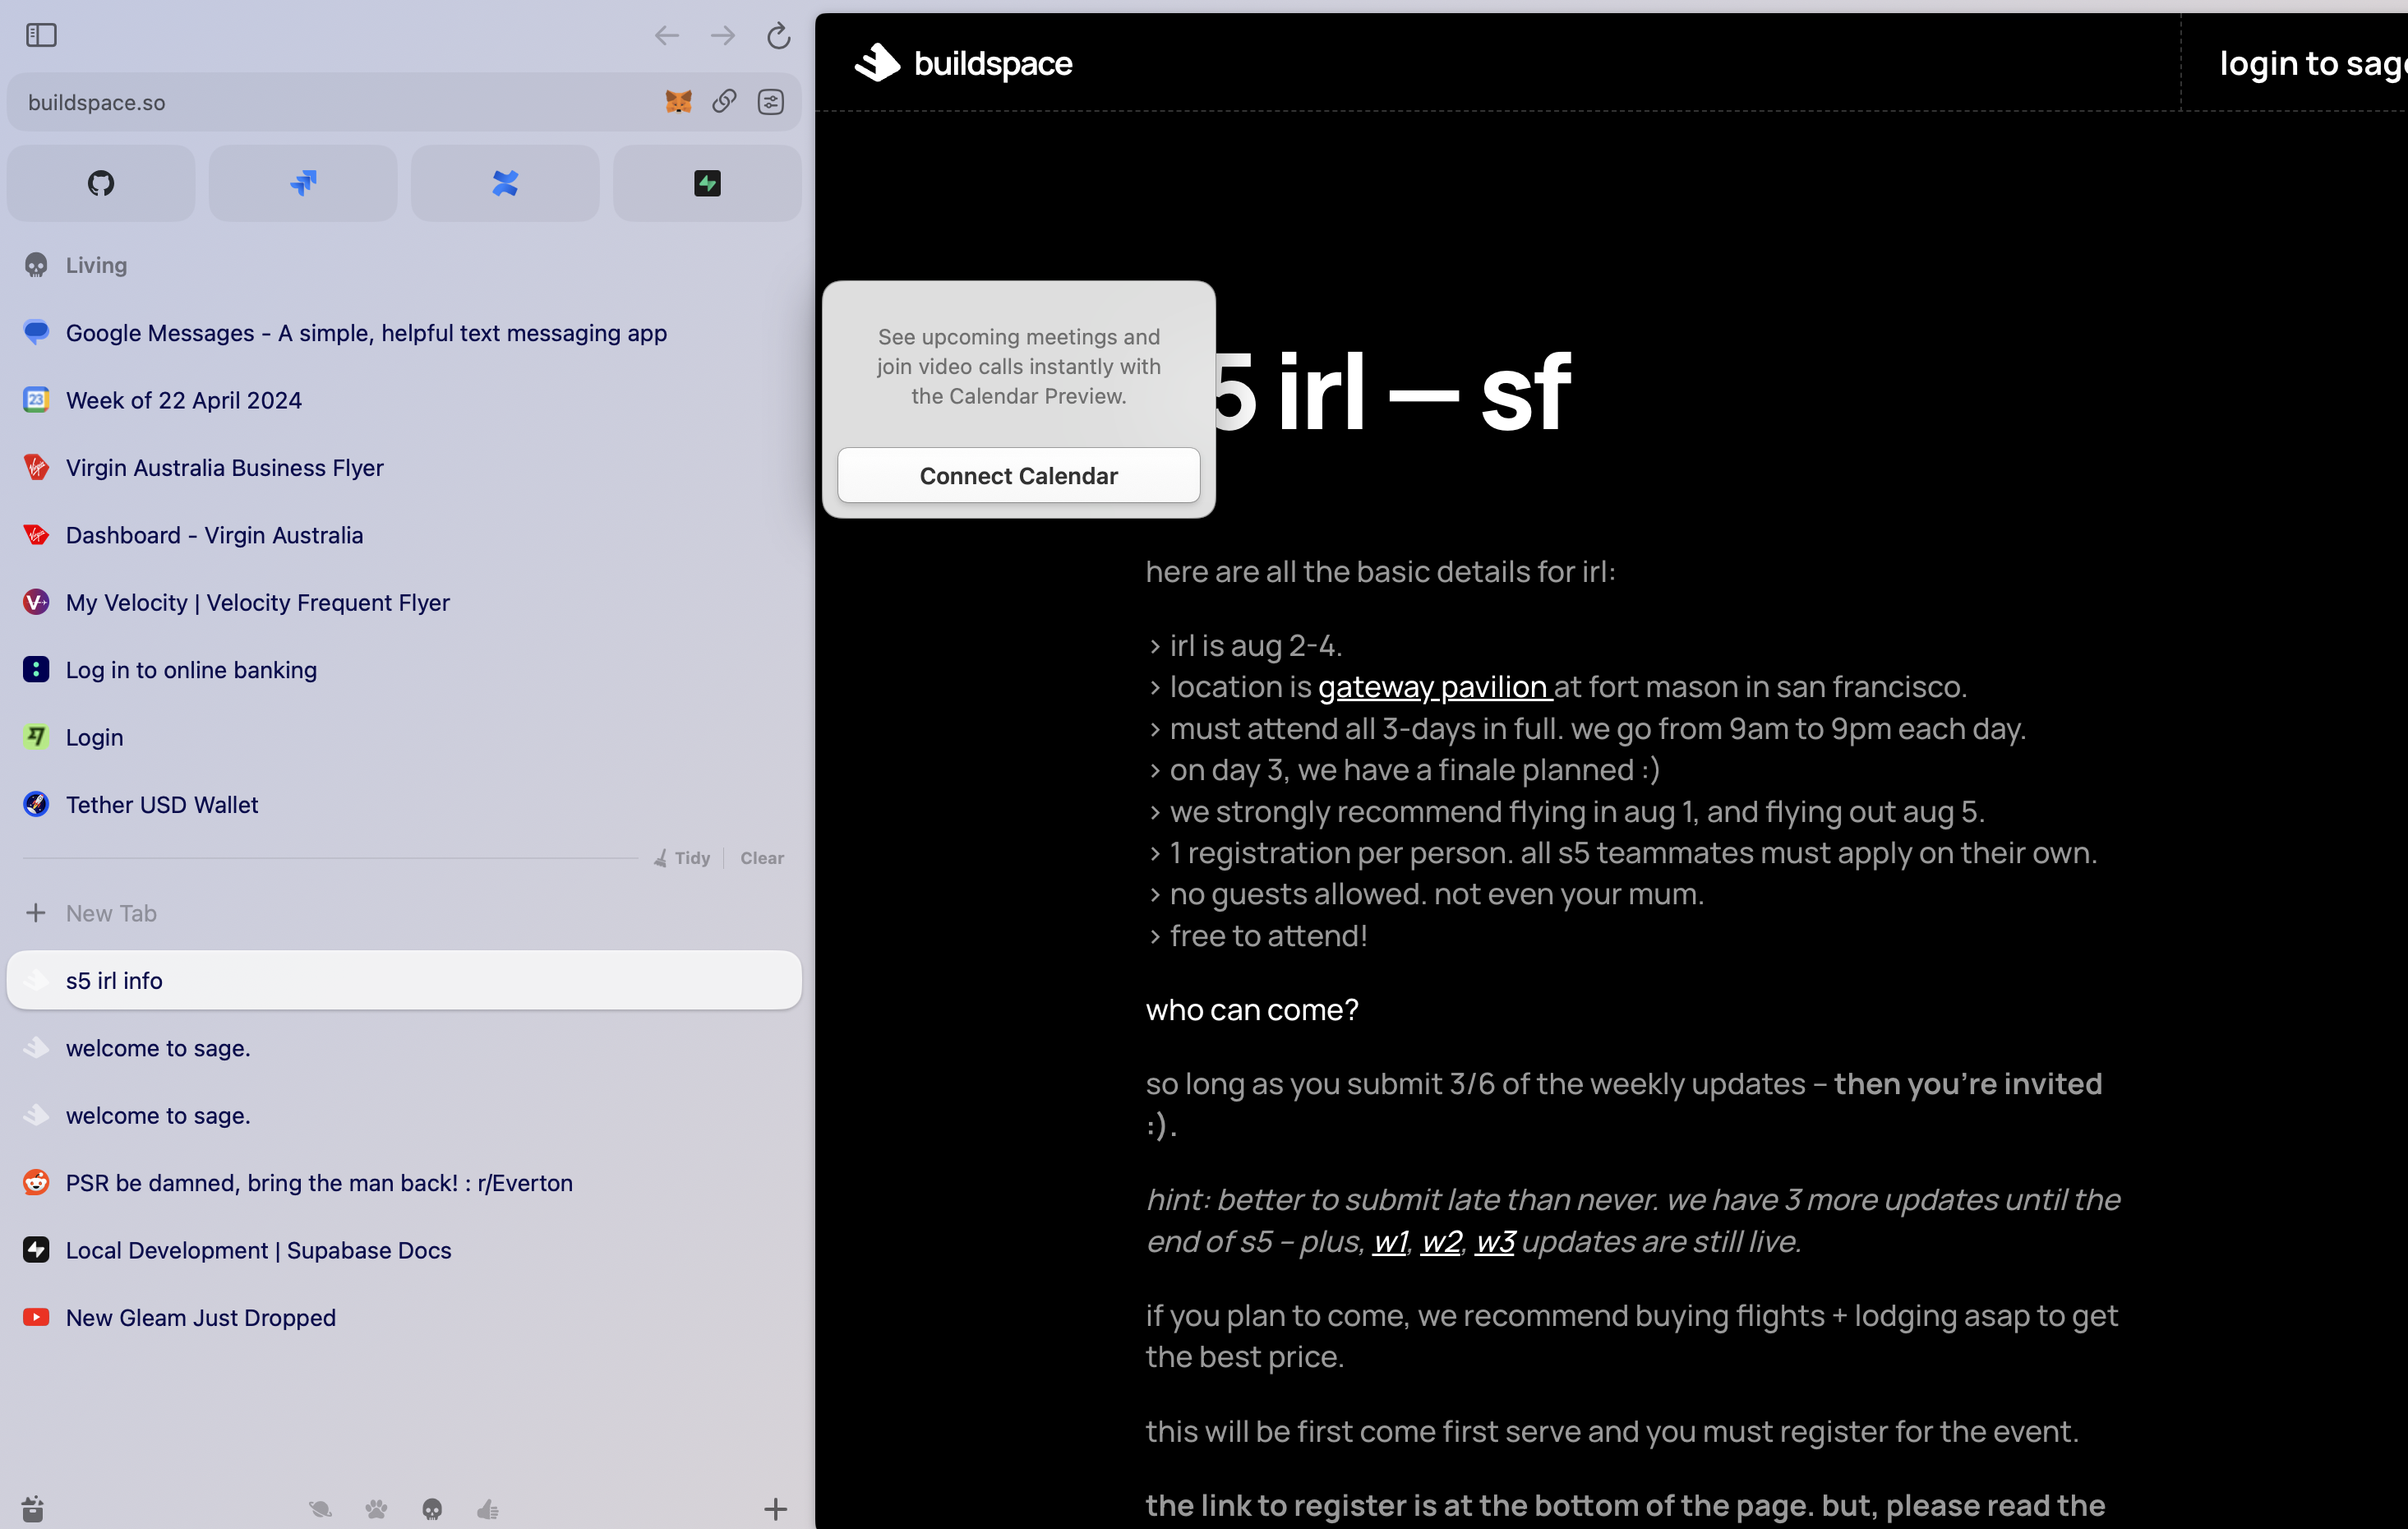 buildspace.so
Living
Google Messages - A simple, helpful text messaging app
23
Week of 22 April 2024
Virgin Australia Business Flyer
Dashboard - Virgin Australia
My Velocity | Velocity Frequent Flyer
Log in to online banking
Login
Tether USD Wallet
Tidy
Clear
New Tab
s5 irl info
welcome to sage.
welcome to sage.
PSR be damned, bring the man back! : r/Everton
Local Development | Supabase Docs
New Gleam Just Dropped
buildspace
login to sag
See upcoming meetings and
join video calls instantly with
the Calendar Preview.
Connect Calendar
5 irl — sf
here are all the basic details for irl:
> irl is aug 2-4.
> location is gateway pavilion at fort mason in san francisco.
> must attend all 3-days in full. we go from 9am to 9pm each day.
> on day 3, we have a finale planned :)
> we strongly recommend flying in aug 1, and flying out aug 5.
> 1 registration per person. all s5 teammates must apply on their own.
> no guests allowed. not even your mum.
> free to attend!
who can come?
so long as you submit 3/6 of the weekly updates – then you're invited
:).
hint: better to submit late than never. we have 3 more updates until the
end of s5 – plus, w1, w2, w3 updates are still live.
if you plan to come, we recommend buying flights + lodging asap to get
the best price.
this will be first come first serve and you must register for the event.
the link to register is at the bottom of the page. but, please read the